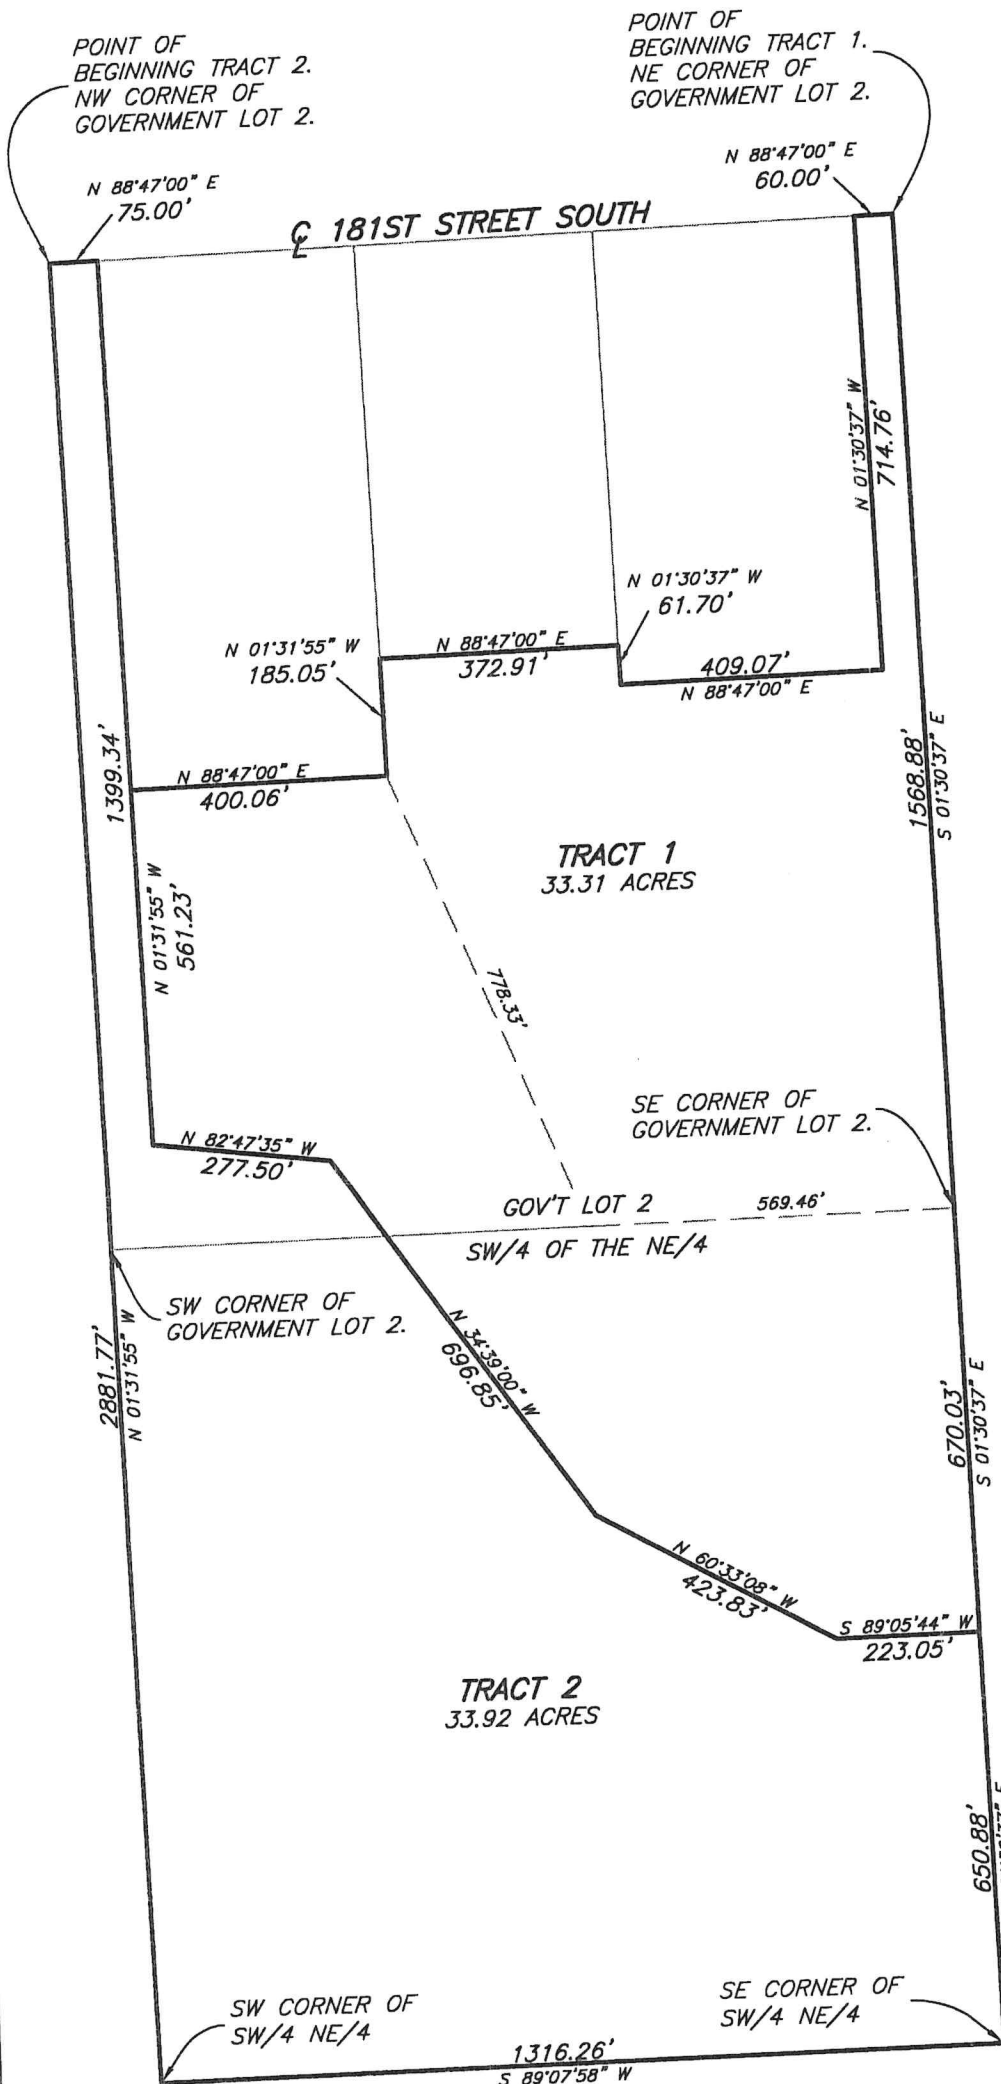 POINT OF
BEGINNING TRACT 2.
NW CORNER OF
GOVERNMENT LOT 2.
POINT OF
BEGINNING TRACT 1.
NE CORNER OF
GOVERNMENT LOT 2.
N 88°47'00" E
75.00'
N 88°47'00" E
60.00'
℄ 181ST STREET SOUTH
N 01°30'37" W
714.76'
N 01°30'37" W
61.70'
N 01°31'55" W
185.05'
N 88°47'00" E
372.91'
409.07'
N 88°47'00" E
1399.34'
N 88°47'00" E
400.06'
1568.88'
S 01°30'37" E
TRACT 1
33.31 ACRES
N 01°31'55" W
561.23'
778.33'
SE CORNER OF
GOVERNMENT LOT 2.
N 82°47'35" W
277.50'
GOV'T LOT 2
569.46'
SW/4 OF THE NE/4
SW CORNER OF
GOVERNMENT LOT 2.
2881.77'
N 01°31'55" W
N 34°39'00" W
696.85'
670.03'
S 01°30'37" E
N 60°33'08" W
423.83'
S 89°05'44" W
223.05'
TRACT 2
33.92 ACRES
650.88'
SW CORNER OF
SW/4 NE/4
SE CORNER OF
SW/4 NE/4
1316.26'
S 89°07'58" W